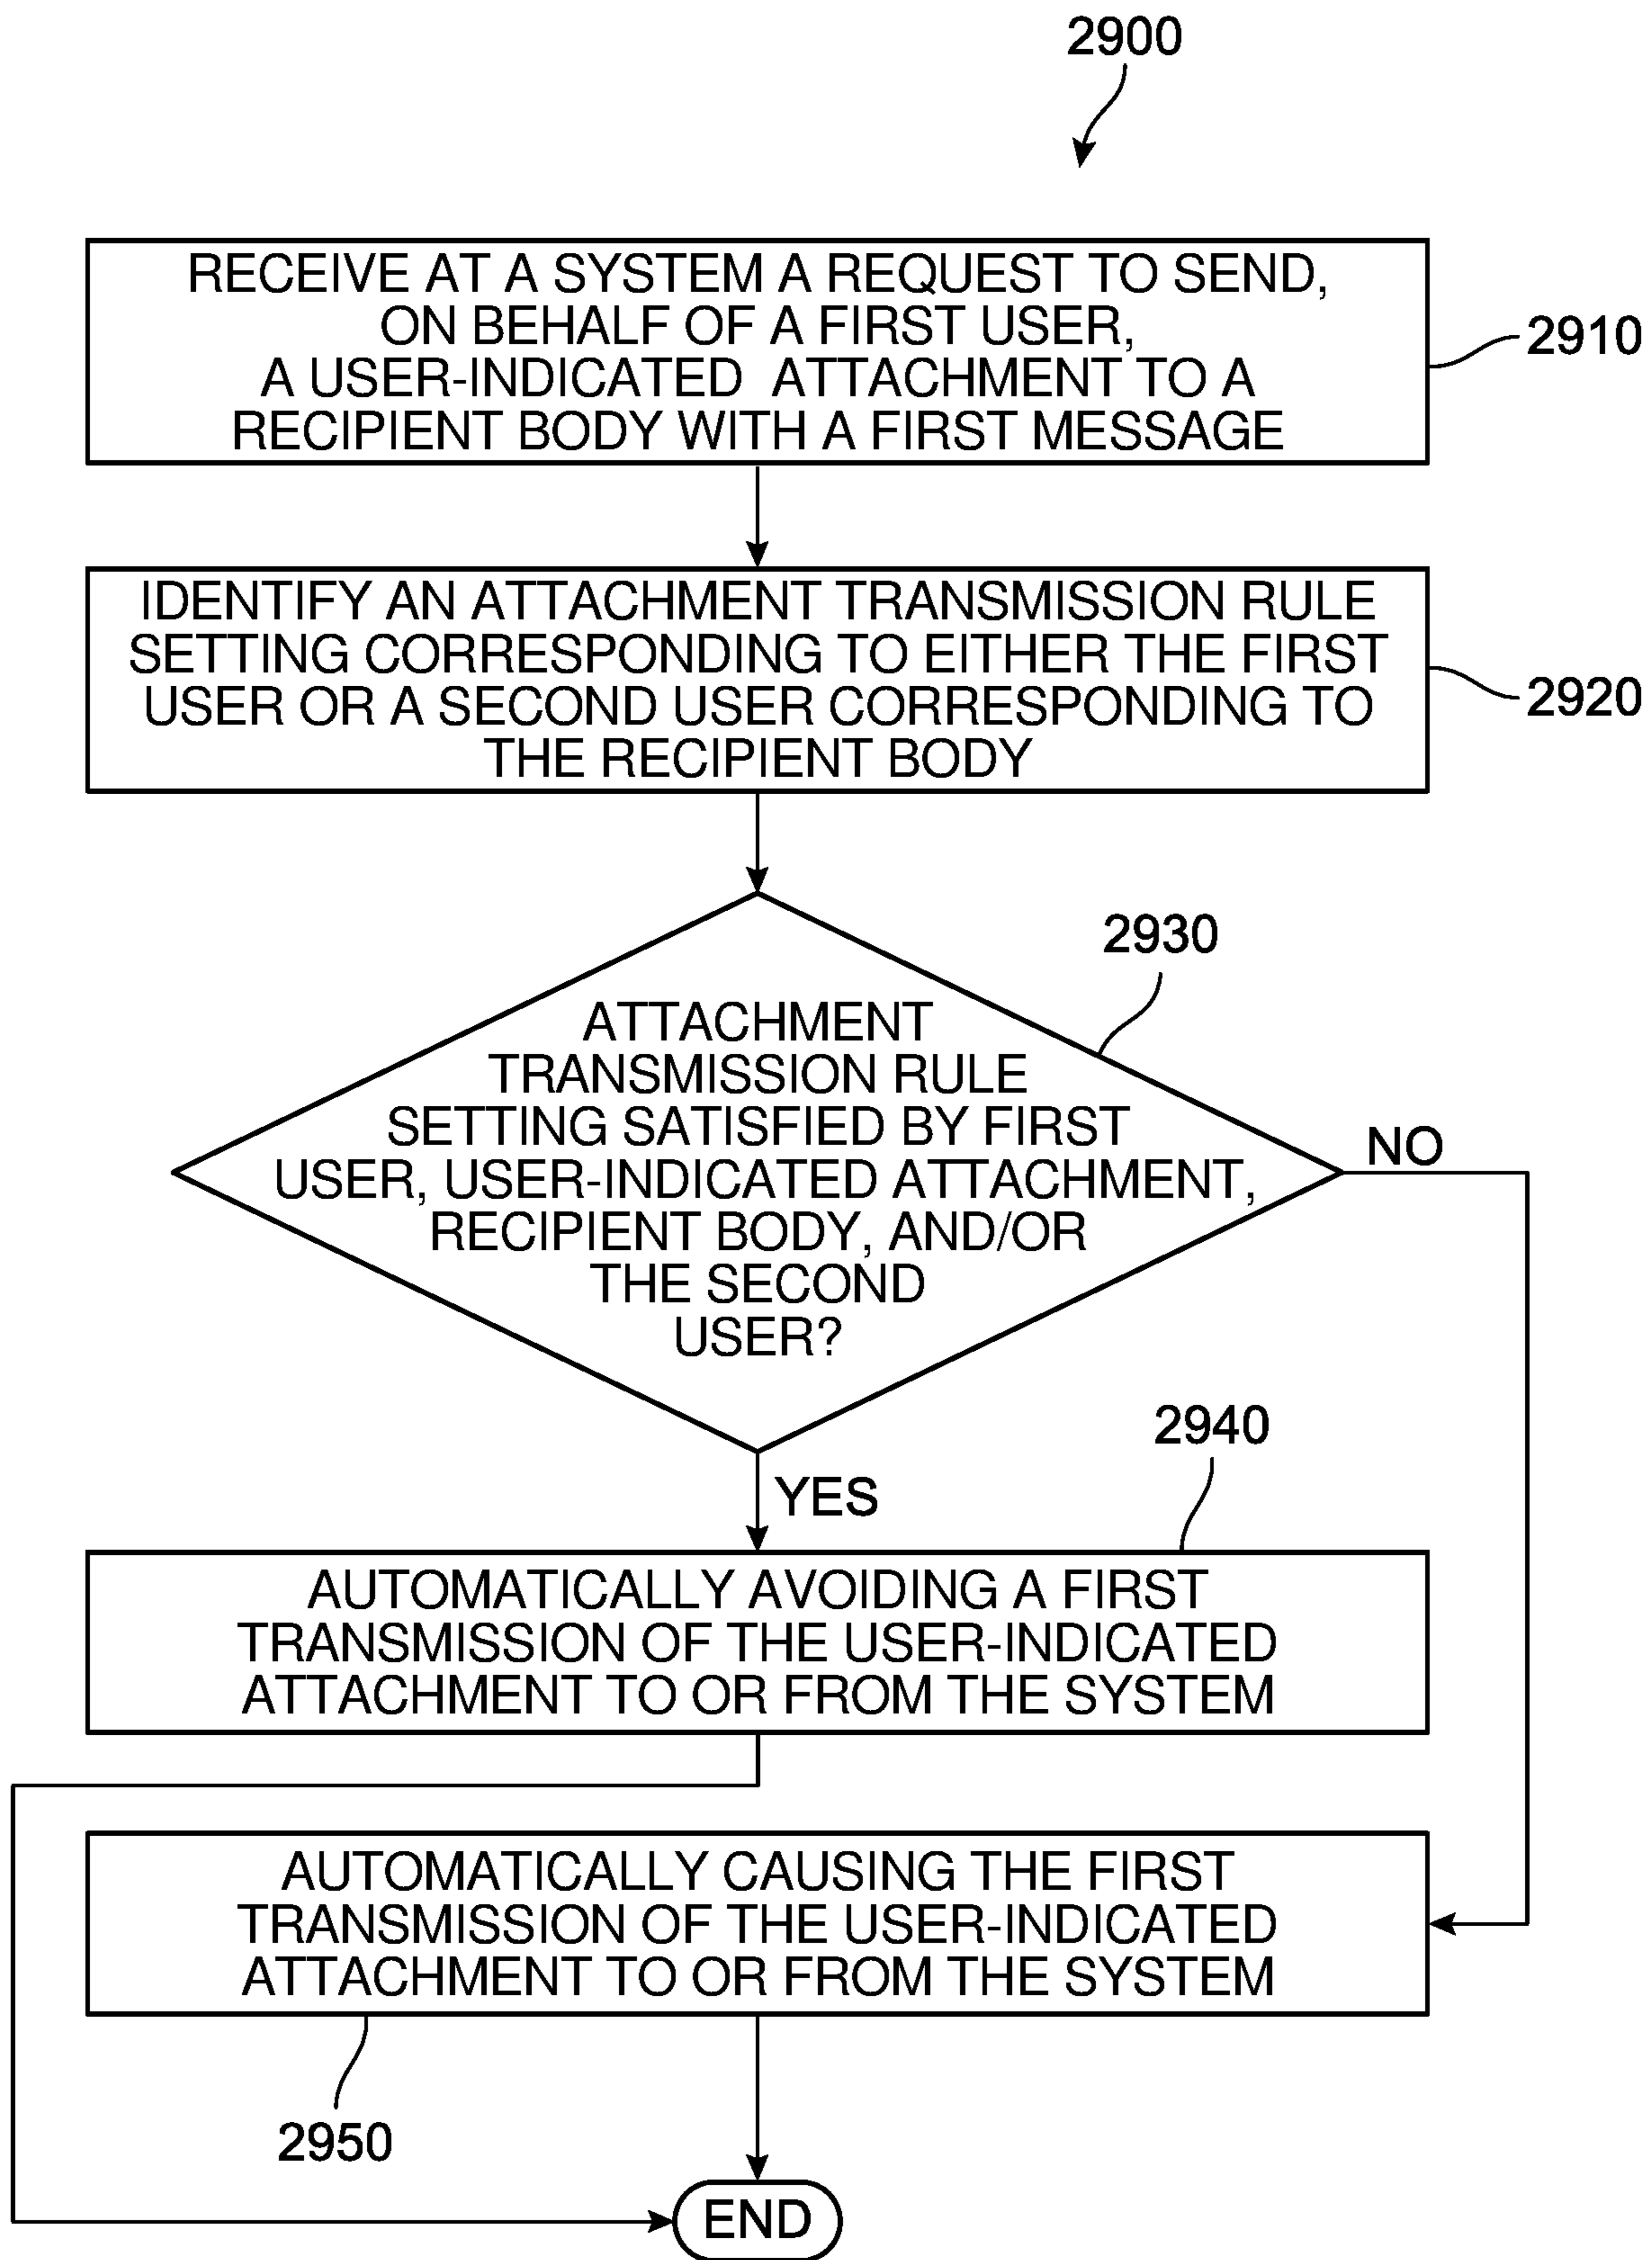 2900
RECEIVE AT A SYSTEM A REQUEST TO SEND,
ON BEHALF OF A FIRST USER,
A USER-INDICATED ATTACHMENT TO A
RECIPIENT BODY WITH A FIRST MESSAGE
2910
IDENTIFY AN ATTACHMENT TRANSMISSION RULE
SETTING CORRESPONDING TO EITHER THE FIRST
USER OR A SECOND USER CORRESPONDING TO
THE RECIPIENT BODY
2920
2930
ATTACHMENT
TRANSMISSION RULE
SETTING SATISFIED BY FIRST
USER, USER-INDICATED ATTACHMENT,
RECIPIENT BODY, AND/OR
THE SECOND
USER?
NO
YES
2940
AUTOMATICALLY AVOIDING A FIRST
TRANSMISSION OF THE USER-INDICATED
ATTACHMENT TO OR FROM THE SYSTEM
AUTOMATICALLY CAUSING THE FIRST
TRANSMISSION OF THE USER-INDICATED
ATTACHMENT TO OR FROM THE SYSTEM
2950
END